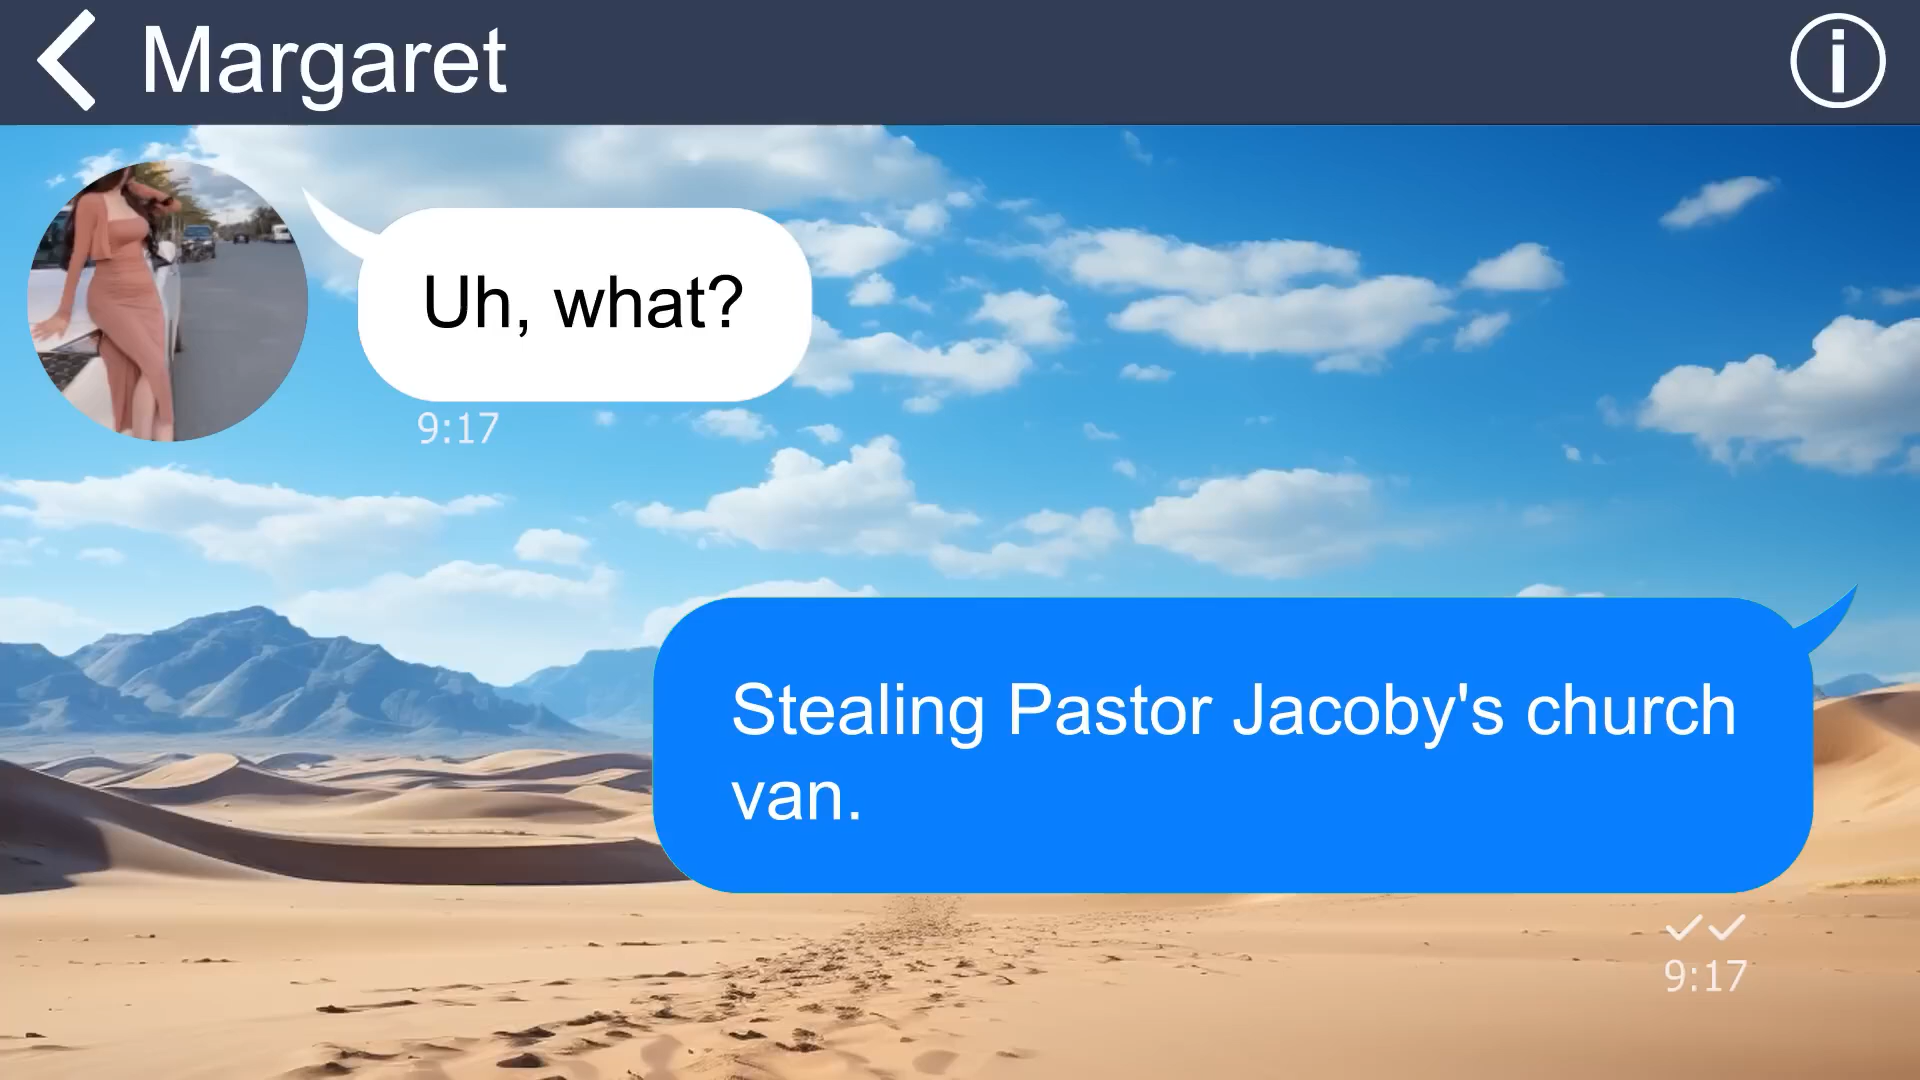 Margaret
Uh, what?
9:17
Stealing Pastor Jacoby's church
van.
9:17